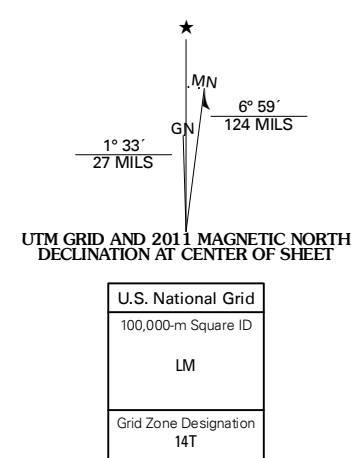 ★
MN
GN
6° 59´
124 MILS
1° 33´
27 MILS
UTM GRID AND 2011 MAGNETIC NORTH
DECLINATION AT CENTER OF SHEET
U.S. National Grid
100,000-m Square ID
LM
Grid Zone Designation
14T